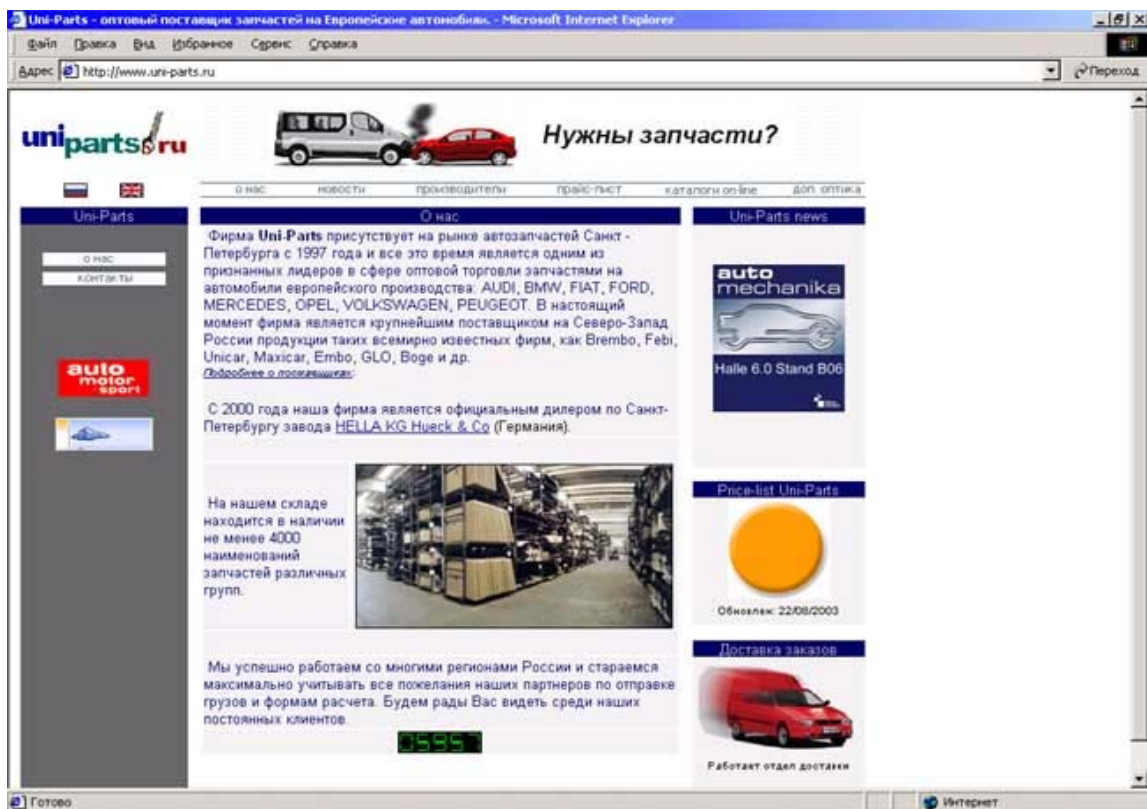 Uni-Parts - оптовый поставщик запчастей на Европейские автомобили. - Microsoft Internet Explorer
Файл Правка Вид Избранное Сервис Справка
Адрес http://www.uni-parts.ru Переход
uniparts.ru
Нужны запчасти?
о нас новости производители прайс-лист каталоги on-line доп. оптика
Uni-Parts
о нас
контакты
auto
motor
sport
О нас
Фирма Uni-Parts присутствует на рынке автозапчастей Санкт -
Петербурга с 1997 года и все это время является одним из
признанных лидеров в сфере оптовой торговли запчастями на
автомобили европейского производства: AUDI, BMW, FIAT, FORD,
MERCEDES, OPEL, VOLKSWAGEN, PEUGEOT. В настоящий
момент фирма является крупнейшим поставщиком на Северо-Запад
России продукции таких всемирно известных фирм, как Brembo, Febi,
Unicar, Maxicar, Embo, GLO, Boge и др.
Подробнее о поставщиках.
С 2000 года наша фирма является официальным дилером по Санкт-
Петербургу завода HELLA KG Hueck & Co (Германия).
На нашем складе
находится в наличии
не менее 4000
наименований
запчастей различных
групп.
Мы успешно работаем со многими регионами России и стараемся
максимально учитывать все пожелания наших партнеров по отправке
грузов и формам расчета. Будем рады Вас видеть среди наших
постоянных клиентов.
05957
Uni-Parts news
auto
mechanika
Halle 6.0 Stand B06
Price-list Uni-Parts
Обновлен: 22/08/2003
Доставка заказов
Работает отдел доставки
Готово Интернет